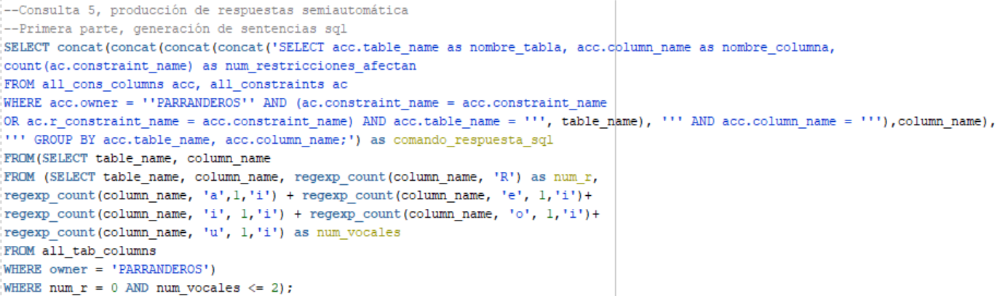 --Consulta 5, producción de respuestas semiautomática
--Primera parte, generación de sentencias sql
SELECT concat(concat(concat(concat('SELECT acc.table_name as nombre_tabla, acc.column_name as nombre_columna,
count(ac.constraint_name) as num_restricciones_afectan
FROM all_cons_columns acc, all_constraints ac
WHERE acc.owner = ''PARRANDEROS'' AND (ac.constraint_name = acc.constraint_name
OR ac.r_constraint_name = acc.constraint_name) AND acc.table_name = ''', table_name), ''' AND acc.column_name = '''),column_name),
''' GROUP BY acc.table_name, acc.column_name;') as comando_respuesta_sql
FROM(SELECT table_name, column_name
FROM (SELECT table_name, column_name, regexp_count(column_name, 'R') as num_r,
regexp_count(column_name, 'a',1,'i') + regexp_count(column_name, 'e', 1,'i')+
regexp_count(column_name, 'i', 1,'i') + regexp_count(column_name, 'o', 1,'i')+
regexp_count(column_name, 'u', 1,'i') as num_vocales
FROM all_tab_columns
WHERE owner = 'PARRANDEROS')
WHERE num_r = 0 AND num_vocales <= 2);